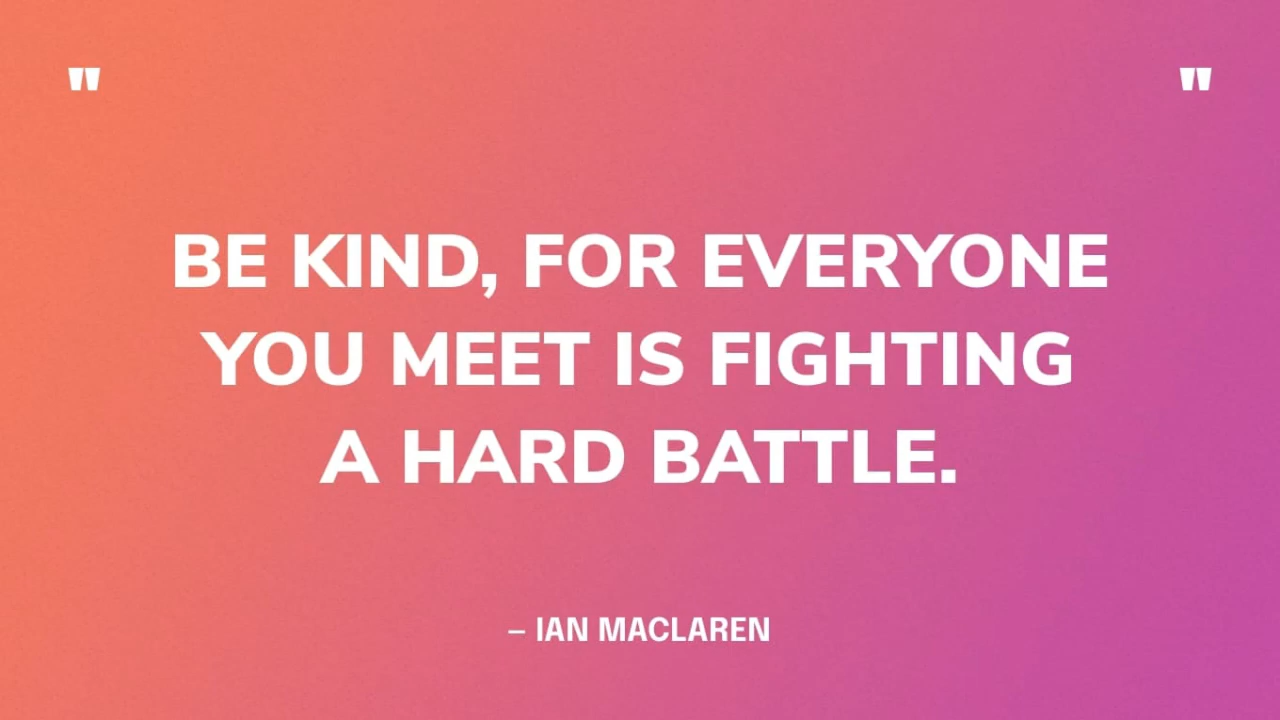 " "
BE KIND, FOR EVERYONE
YOU MEET IS FIGHTING
A HARD BATTLE.
– IAN MACLAREN